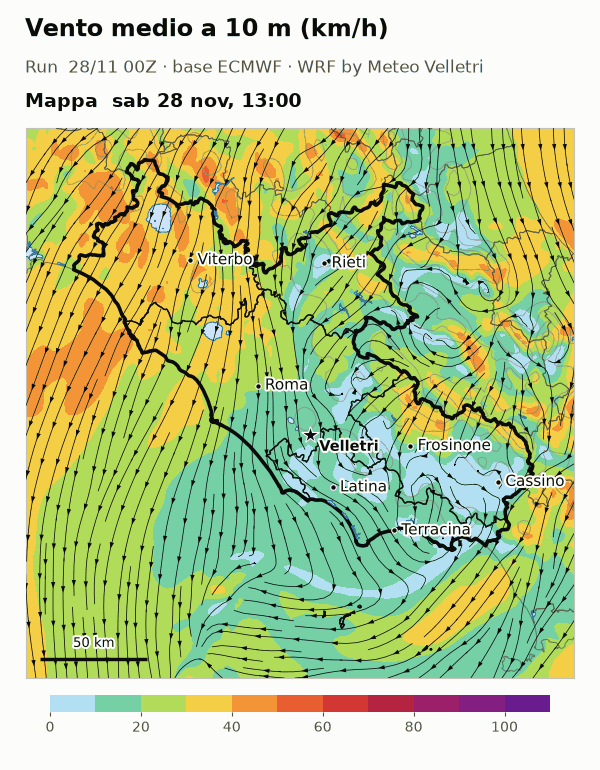 Vento medio a 10 m (km/h)
Run 28/11 00Z · base ECMWF · WRF by Meteo Velletri
Mappa sab 28 nov, 13:00
Viterbo
Rieti
Roma
Velletri
Frosinone
Latina
Cassino
Terracina
50 km
0 20 40 60 80 100